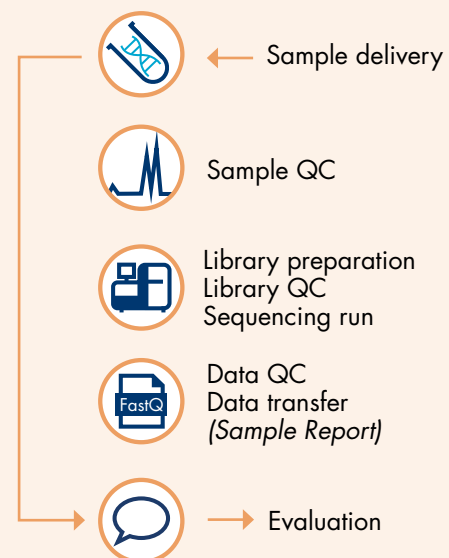 Sample delivery
Sample QC
Library preparation
Library QC
Sequencing run
FastQ
Data QC
Data transfer
(Sample Report)
Evaluation